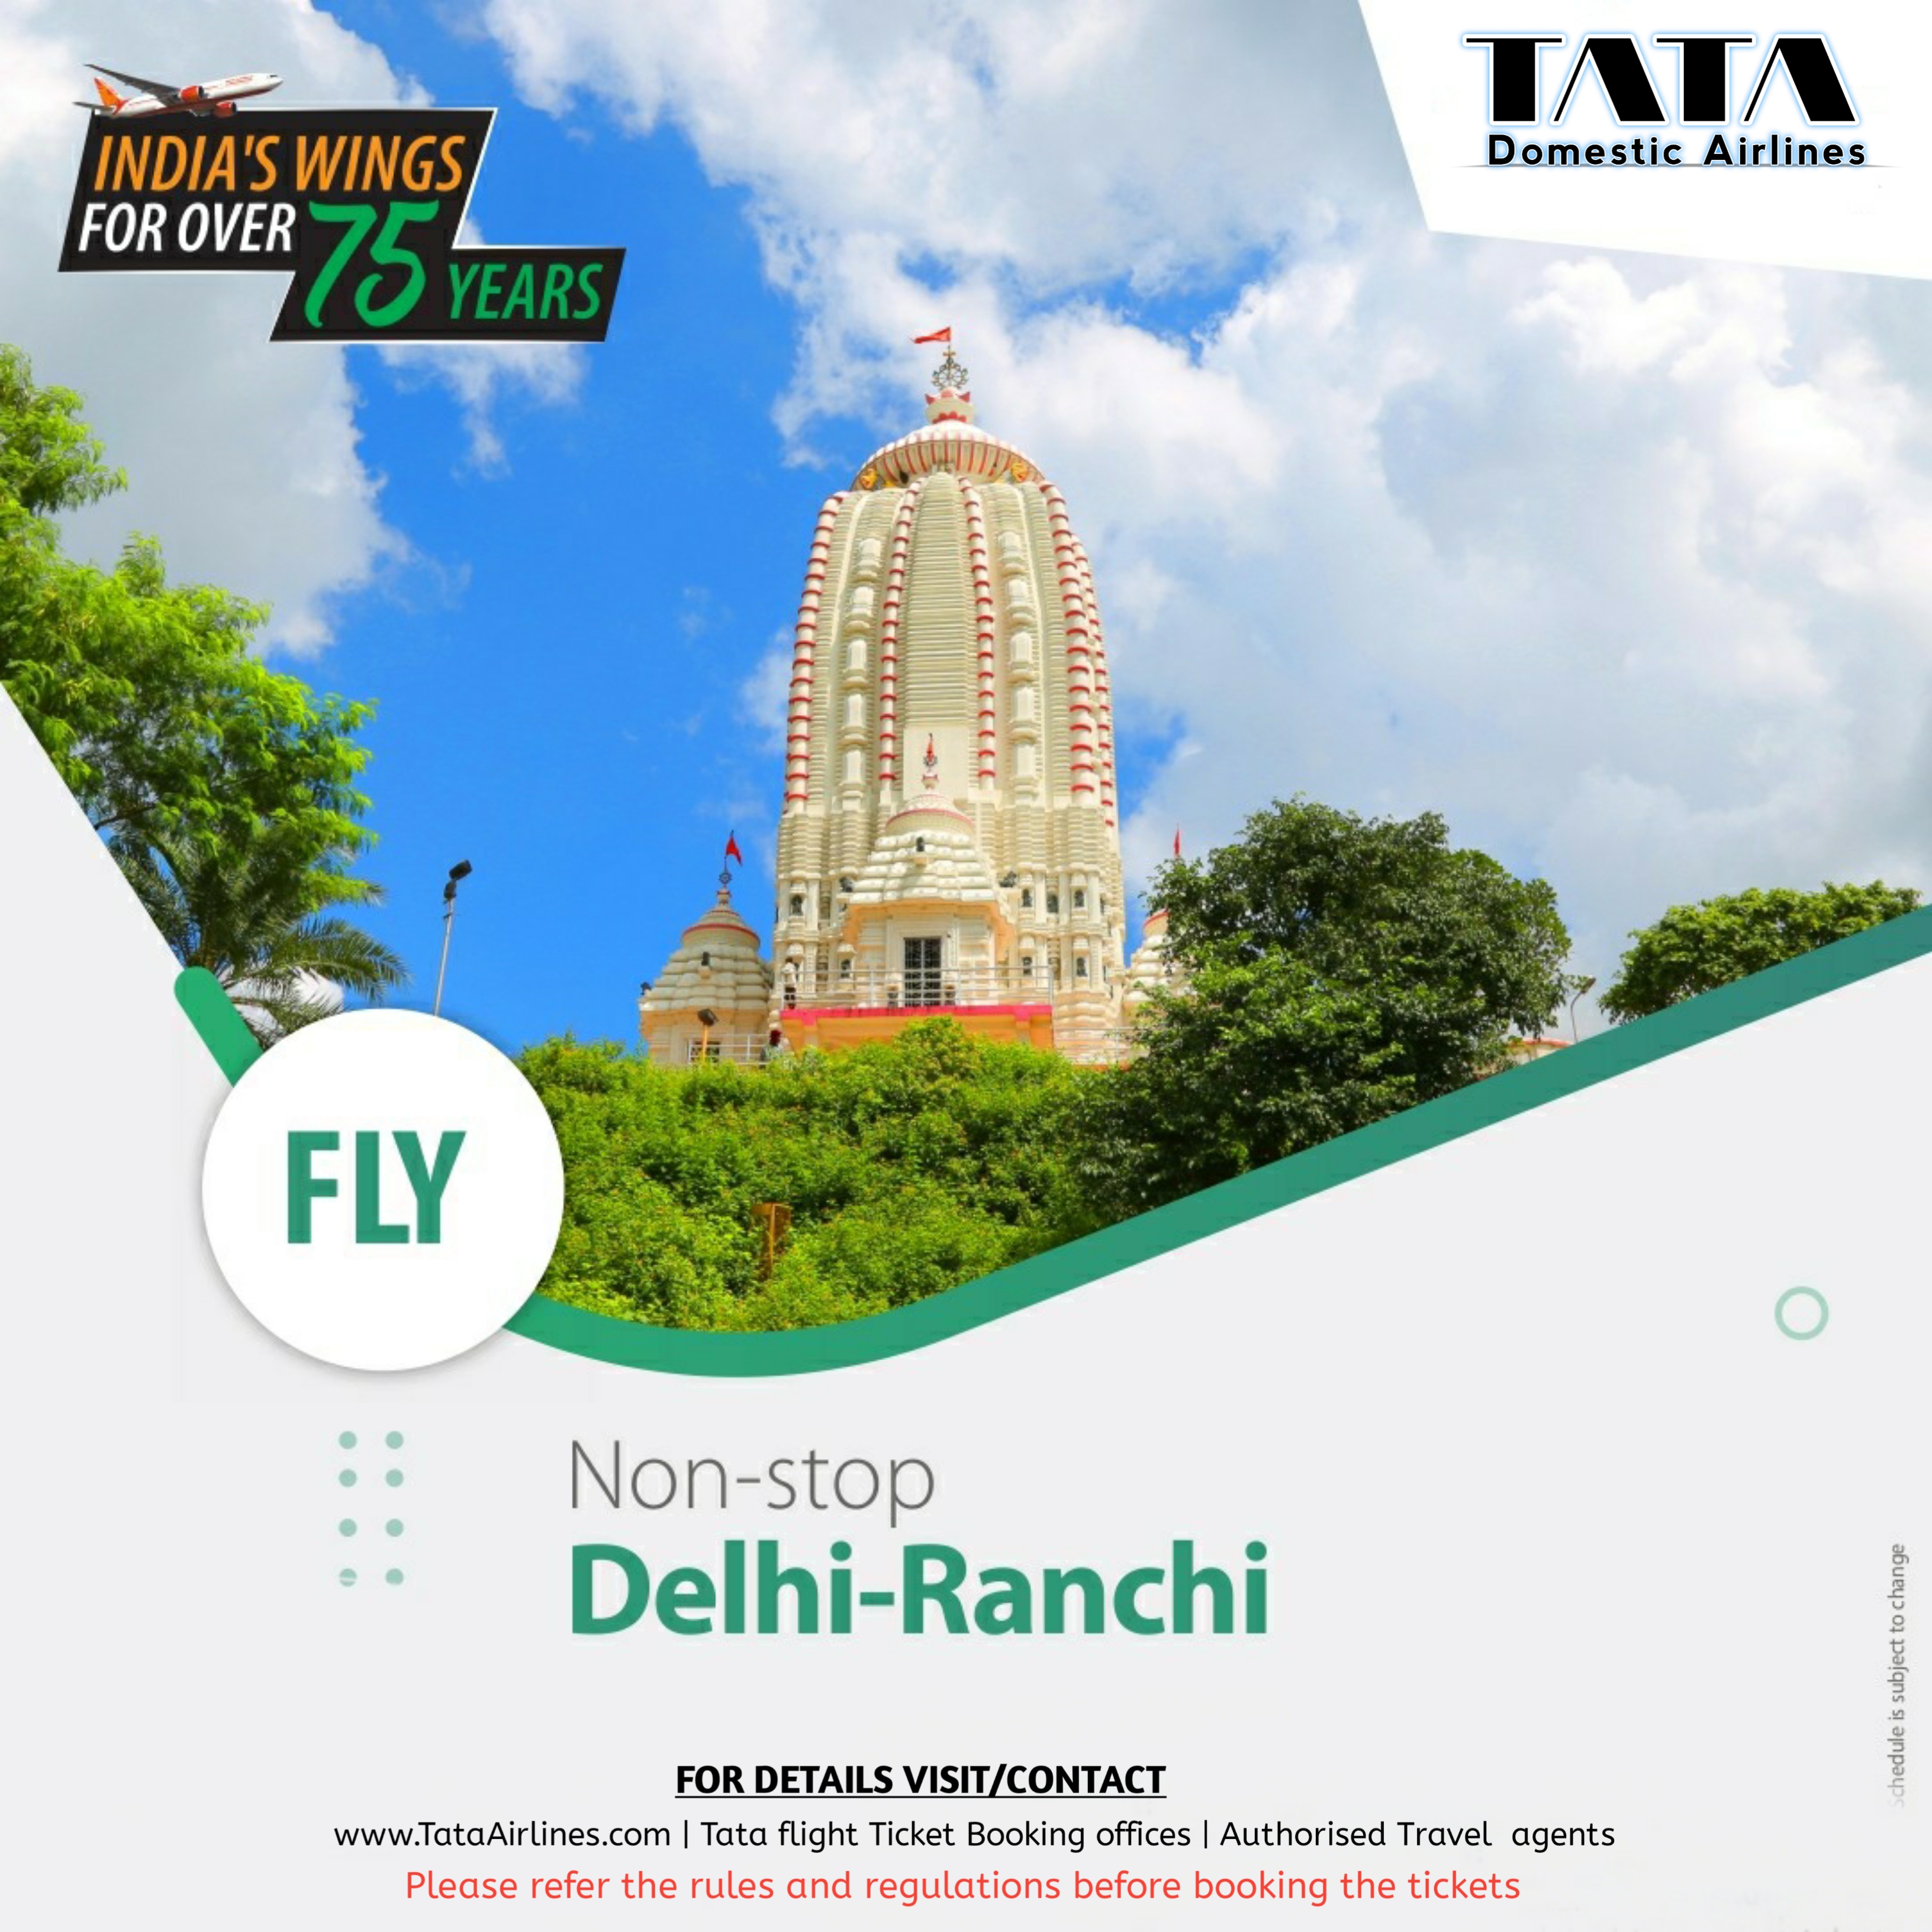 INDIA'S WINGS
FOR OVER 75 YEARS
TATA
Domestic Airlines
FLY
Non-stop
Delhi-Ranchi
Schedule is subject to change
FOR DETAILS VISIT/CONTACT
www.TataAirlines.com | Tata flight Ticket Booking offices | Authorised Travel agents
Please refer the rules and regulations before booking the tickets